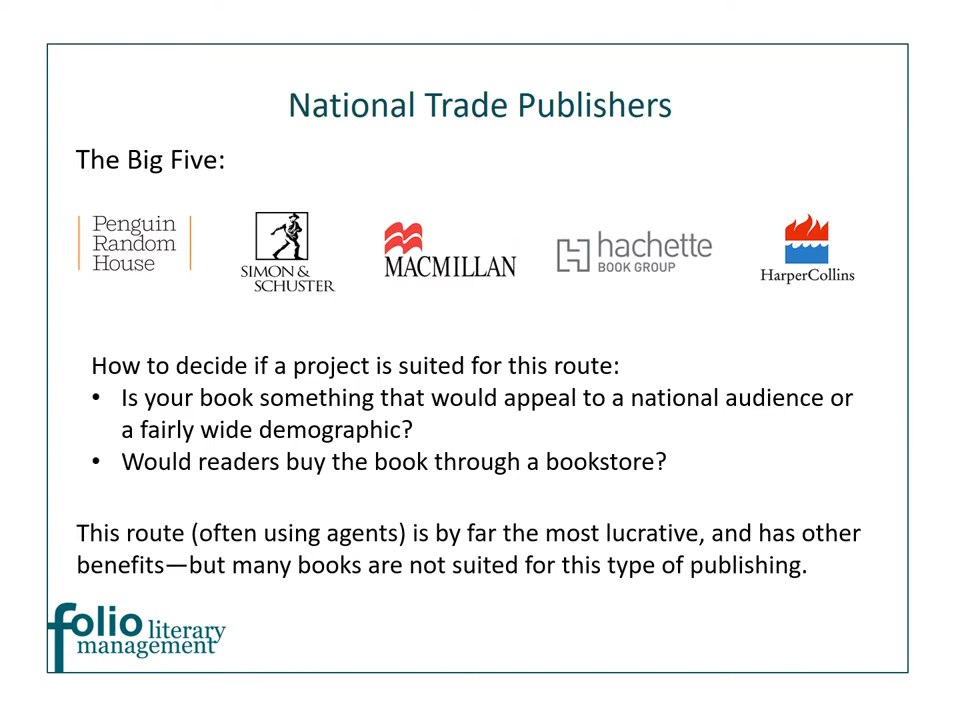 National Trade Publishers
The Big Five:
Penguin
Random
House
SIMON &
SCHUSTER
MACMILLAN
hachette
BOOK GROUP
HarperCollins
How to decide if a project is suited for this route:
• Is your book something that would appeal to a national audience or
a fairly wide demographic?
• Would readers buy the book through a bookstore?
This route (often using agents) is by far the most lucrative, and has other
benefits—but many books are not suited for this type of publishing.
folio literary
management